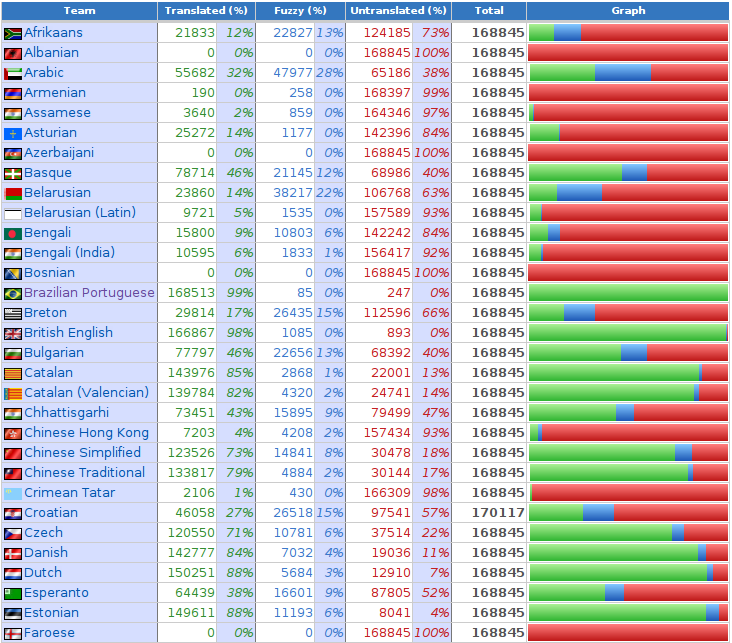 Team Translated (%) Fuzzy (%) Untranslated (%) Total Graph
Afrikaans 21833 12% 22827 13% 124185 73% 168845
Albanian 0 0% 0 0% 168845 100% 168845
Arabic 55682 32% 47977 28% 65186 38% 168845
Armenian 190 0% 258 0% 168397 99% 168845
Assamese 3640 2% 859 0% 164346 97% 168845
Asturian 25272 14% 1177 0% 142396 84% 168845
Azerbaijani 0 0% 0 0% 168845 100% 168845
Basque 78714 46% 21145 12% 68986 40% 168845
Belarusian 23860 14% 38217 22% 106768 63% 168845
Belarusian (Latin) 9721 5% 1535 0% 157589 93% 168845
Bengali 15800 9% 10803 6% 142242 84% 168845
Bengali (India) 10595 6% 1833 1% 156417 92% 168845
Bosnian 0 0% 0 0% 168845 100% 168845
Brazilian Portuguese 168513 99% 85 0% 247 0% 168845
Breton 29814 17% 26435 15% 112596 66% 168845
British English 166867 98% 1085 0% 893 0% 168845
Bulgarian 77797 46% 22656 13% 68392 40% 168845
Catalan 143976 85% 2868 1% 22001 13% 168845
Catalan (Valencian) 139784 82% 4320 2% 24741 14% 168845
Chhattisgarhi 73451 43% 15895 9% 79499 47% 168845
Chinese Hong Kong 7203 4% 4208 2% 157434 93% 168845
Chinese Simplified 123526 73% 14841 8% 30478 18% 168845
Chinese Traditional 133817 79% 4884 2% 30144 17% 168845
Crimean Tatar 2106 1% 430 0% 166309 98% 168845
Croatian 46058 27% 26518 15% 97541 57% 170117
Czech 120550 71% 10781 6% 37514 22% 168845
Danish 142777 84% 7032 4% 19036 11% 168845
Dutch 150251 88% 5684 3% 12910 7% 168845
Esperanto 64439 38% 16601 9% 87805 52% 168845
Estonian 149611 88% 11193 6% 8041 4% 168845
Faroese 0 0% 0 0% 168845 100% 168845